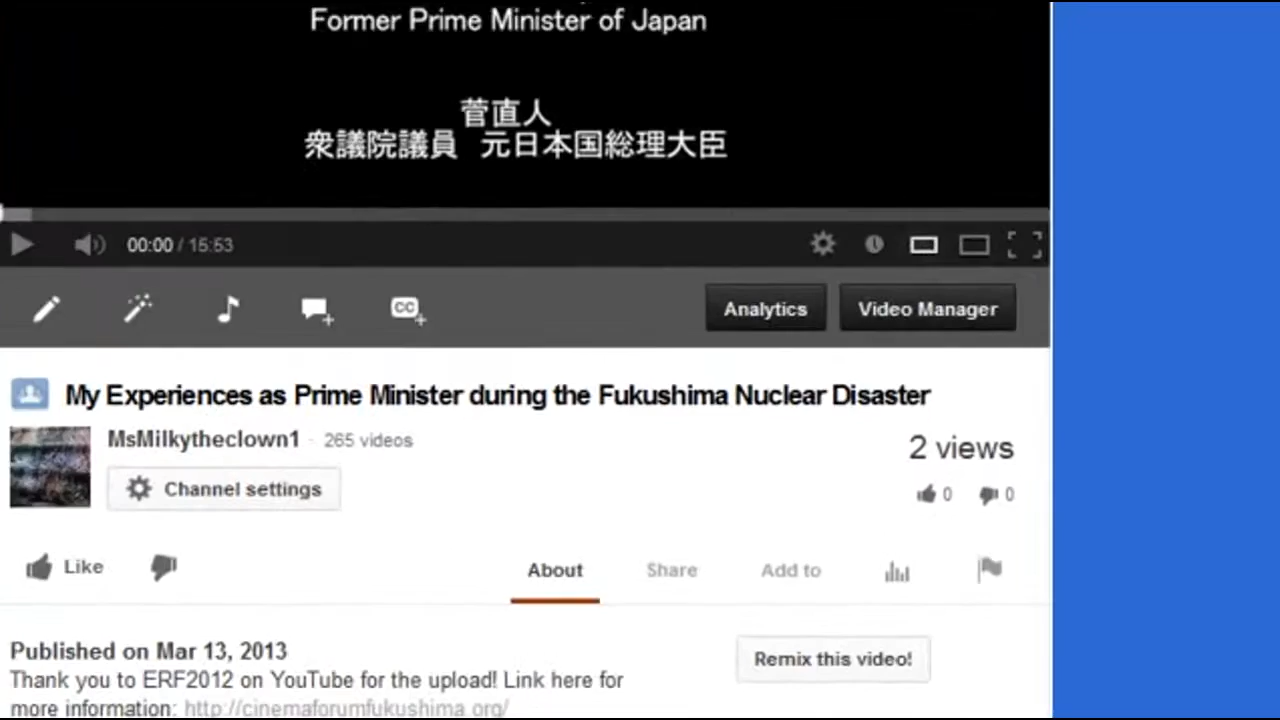 Former Prime Minister of Japan
菅直人
衆議院議員 元日本国総理大臣
00:00 / 15:53
CC
Analytics
Video Manager
My Experiences as Prime Minister during the Fukushima Nuclear Disaster
MsMilkytheclown1 · 265 videos
2 views
Channel settings
0 0
Like
About Share Add to
Published on Mar 13, 2013
Remix this video!
Thank you to ERF2012 on YouTube for the upload! Link here for
more information: http://cinemaforumfukushima.org/